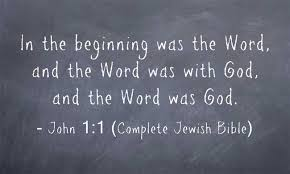 In the beginning was the Word,
and the Word was with God,
and the Word was God.
- John 1:1 (Complete Jewish Bible)